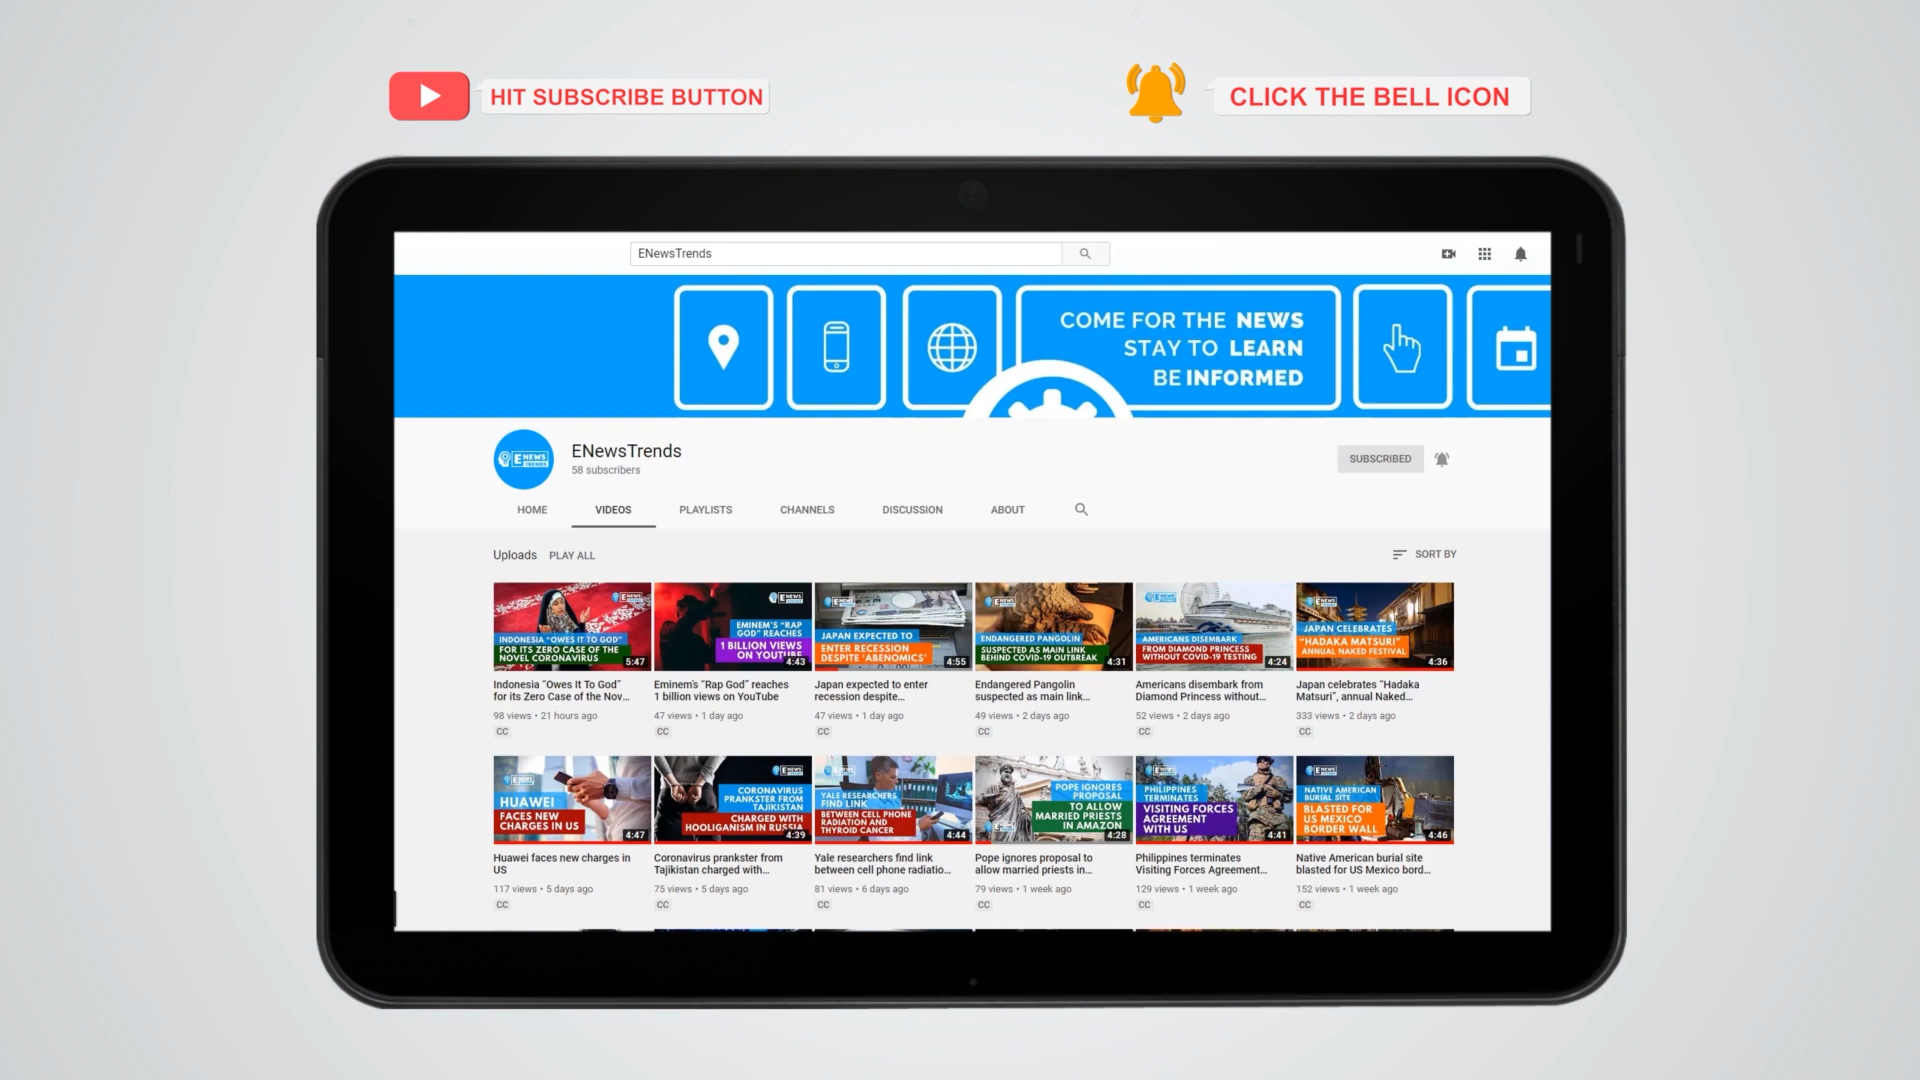 HIT SUBSCRIBE BUTTON
CLICK THE BELL ICON
ENewsTrends
COME FOR THE NEWS
STAY TO LEARN
BE INFORMED
E NEWS
TRENDS
ENewsTrends
58 subscribers
SUBSCRIBED
HOME VIDEOS PLAYLISTS CHANNELS DISCUSSION ABOUT
Uploads PLAY ALL
SORT BY
INDONESIA "OWES IT TO GOD"
FOR ITS ZERO CASE OF THE
NOVEL CORONAVIRUS
5:47
EMINEM'S "RAP
GOD" REACHES
1 BILLION VIEWS
ON YOUTUBE
4:43
JAPAN EXPECTED TO
ENTER RECESSION
DESPITE 'ABENOMICS'
4:55
ENDANGERED PANGOLIN
SUSPECTED AS MAIN LINK
BEHIND COVID-19 OUTBREAK
4:31
AMERICANS DISEMBARK
FROM DIAMOND PRINCESS
WITHOUT COVID-19 TESTING
4:24
JAPAN CELEBRATES
"HADAKA MATSURI"
ANNUAL NAKED FESTIVAL
4:36
Indonesia "Owes It To God"
for its Zero Case of the Nov...
98 views • 21 hours ago
CC
Eminem's "Rap God" reaches
1 billion views on YouTube
47 views • 1 day ago
CC
Japan expected to enter
recession despite...
47 views • 1 day ago
CC
Endangered Pangolin
suspected as main link...
49 views • 2 days ago
CC
Americans disembark from
Diamond Princess without...
52 views • 2 days ago
CC
Japan celebrates "Hadaka
Matsuri", annual Naked...
333 views • 2 days ago
CC
HUAWEI
FACES NEW
CHARGES IN US
4:47
CORONAVIRUS
PRANKSTER FROM
TAJIKISTAN
CHARGED WITH
HOOLIGANISM IN RUSSIA
4:39
YALE RESEARCHERS
FIND LINK
BETWEEN CELL PHONE
RADIATION AND
THYROID CANCER
4:44
POPE IGNORES
PROPOSAL
TO ALLOW
MARRIED PRIESTS
IN AMAZON
4:28
PHILIPPINES
TERMINATES
VISITING FORCES
AGREEMENT
WITH US
4:41
NATIVE AMERICAN
BURIAL SITE
BLASTED FOR
US MEXICO
BORDER WALL
4:46
Huawei faces new charges in
US
117 views • 5 days ago
CC
Coronavirus prankster from
Tajikistan charged with...
75 views • 5 days ago
CC
Yale researchers find link
between cell phone radiatio...
81 views • 6 days ago
CC
Pope ignores proposal to
allow married priests in...
79 views • 1 week ago
CC
Philippines terminates
Visiting Forces Agreement...
129 views • 1 week ago
CC
Native American burial site
blasted for US Mexico bord...
152 views • 1 week ago
CC